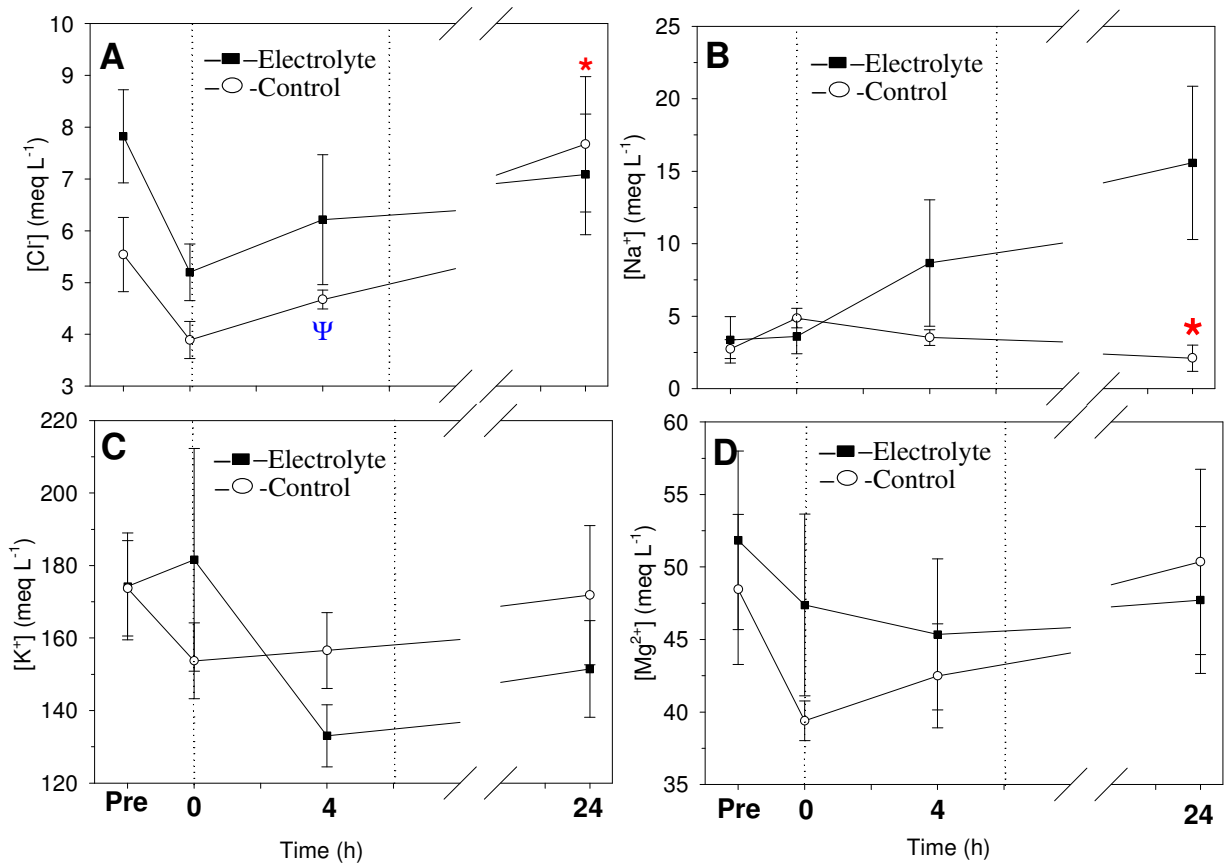 A
–Electrolyte
-Control
[Cl-] (meq L-1)
10
9
8
7
6
5
4
3
*
Ψ
B
–Electrolyte
-Control
[Na+] (meq L-1)
25
20
15
10
5
0
*
C
–Electrolyte
-Control
[K+] (meq L-1)
220
200
180
160
140
120
Pre 0 4 24
Time (h)
D
–Electrolyte
-Control
[Mg2+] (meq L-1)
60
55
50
45
40
35
Pre 0 4 24
Time (h)